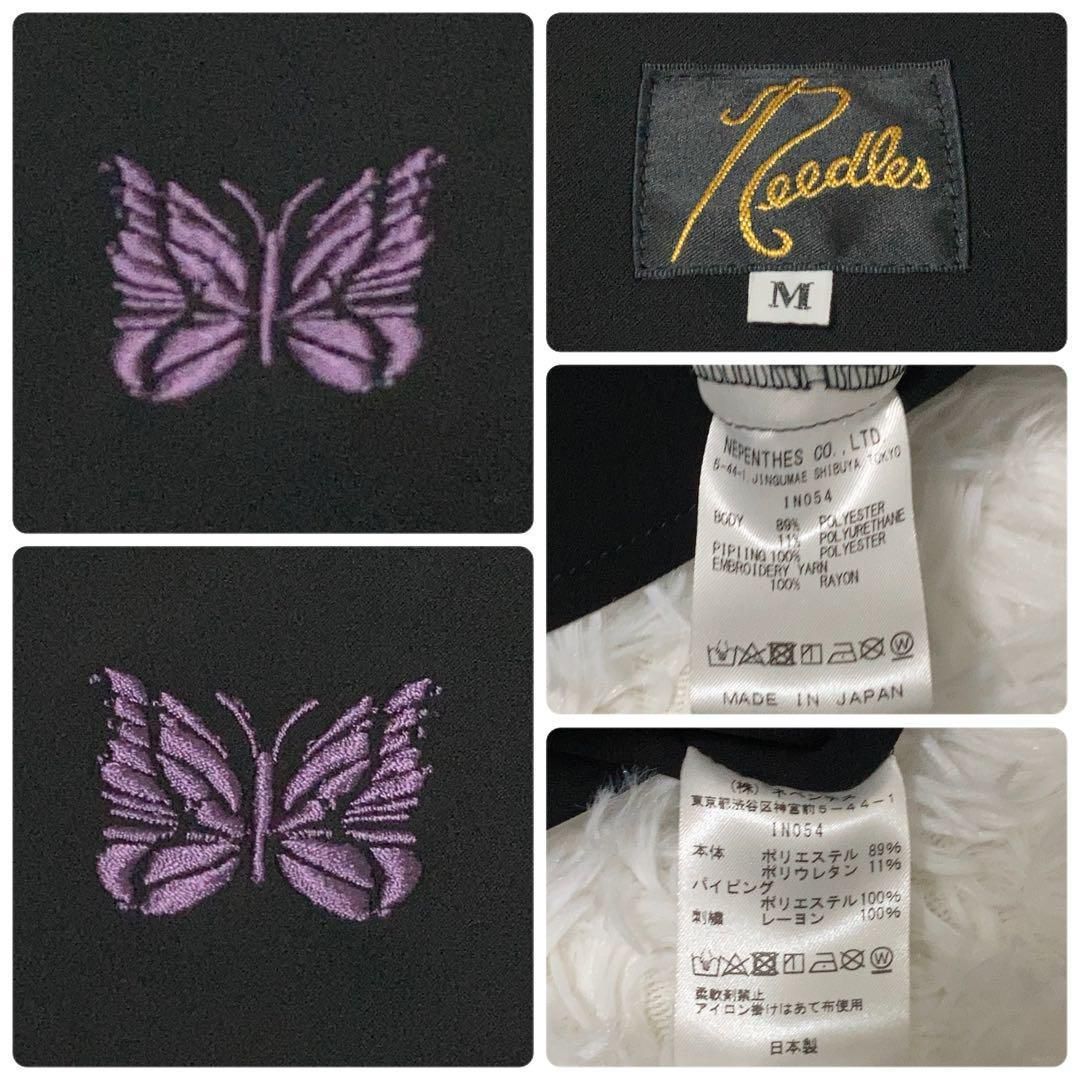 Needles
M
NEPENTHES CO.,LTD.
6-44-1,JINGUMAE SHIBUYA TOKYO
IN054
BODY 89% POLYESTER
11% POLYURETHANE
PIPIING 100% POLYESTER
EMBROIDERY YARN
100% RAYON
W
MADE IN JAPAN
(株) ネペンテス
東京都渋谷区神宮前5-44-1
IN054
本体 ポリエステル 89%
ポリウレタン 11%
パイピング
ポリエステル100%
刺繍 レーヨン 100%
W
柔軟剤禁止
アイロン掛けはあて布使用
日本製